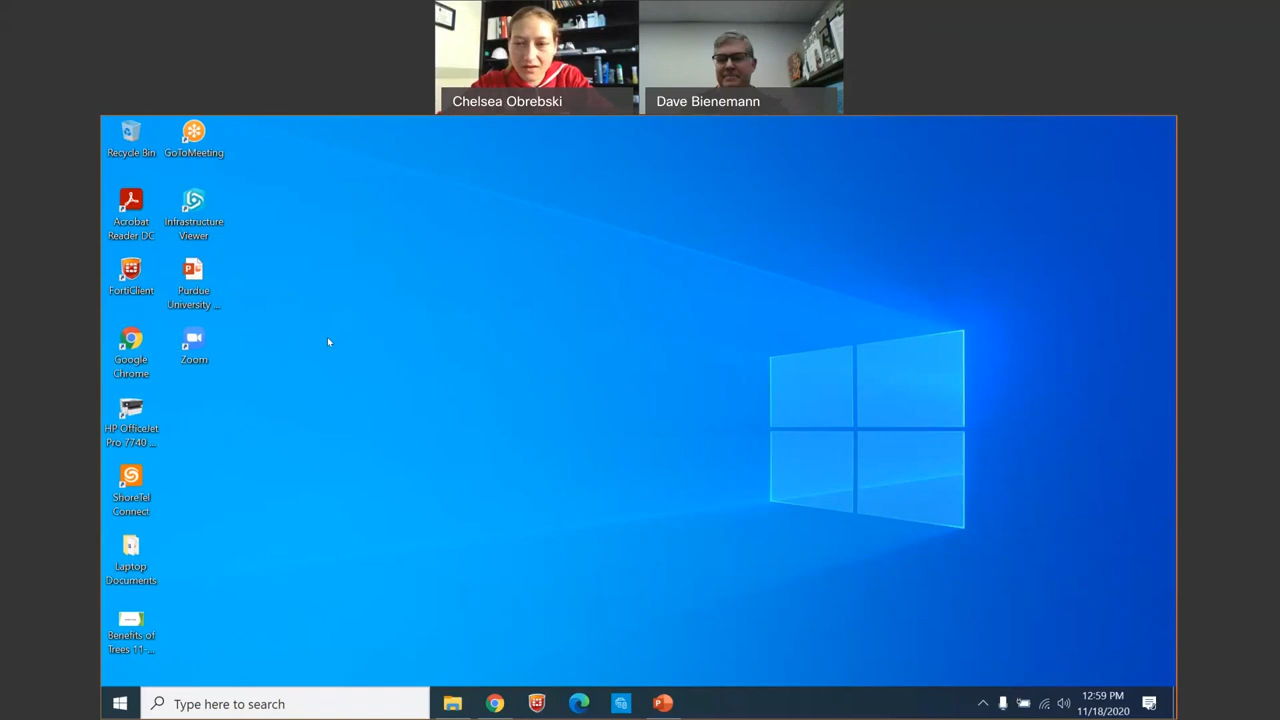 Chelsea Obrebski
Dave Bienemann
Recycle Bin
GoToMeeting
Acrobat
Reader DC
Infrastructure
Viewer
FortiClient
Purdue
University ...
Google
Chrome
Zoom
HP OfficeJet
Pro 7740 ...
ShoreTel
Connect
Laptop
Documents
Benefits of
Trees 11-...
Type here to search
12:59 PM
11/18/2020